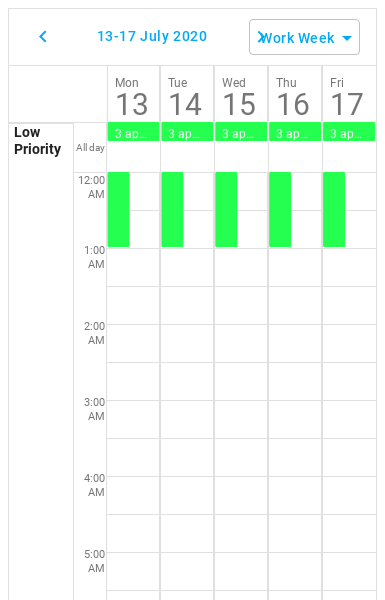 13-17 July 2020
Work Week
Mon Tue Wed Thu Fri
13 14 15 16 17
Low
Priority
3 ap... 3 ap... 3 ap... 3 ap... 3 ap...
All day
12:00
AM
1:00
AM
2:00
AM
3:00
AM
4:00
AM
5:00
AM